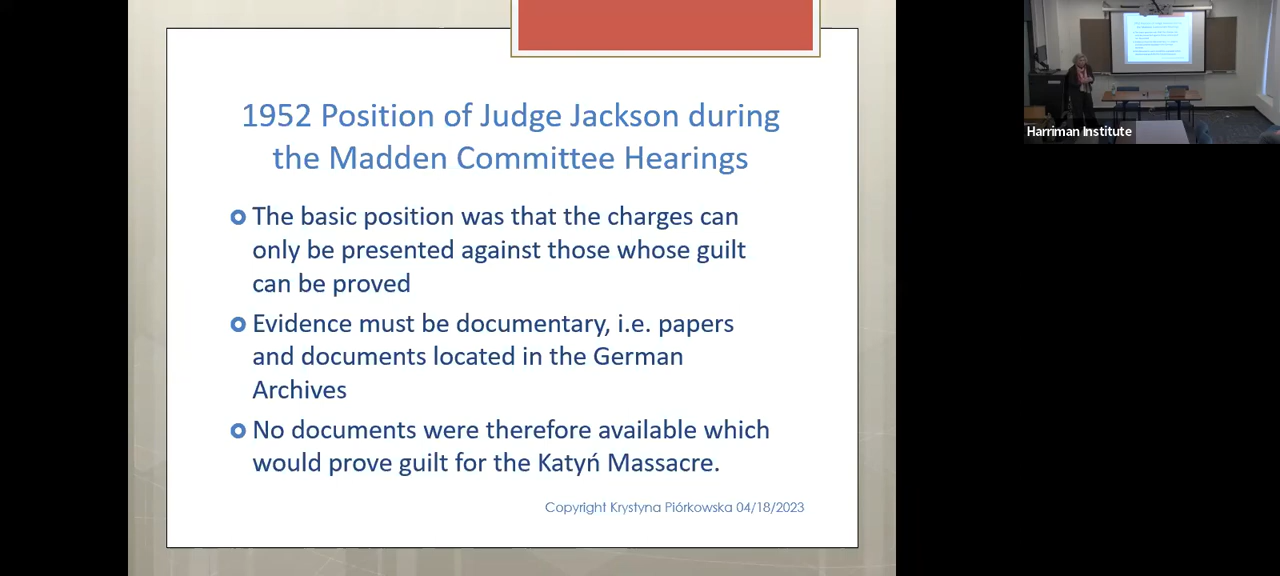 1952 Position of Judge Jackson during
the Madden Committee Hearings
The basic position was that the charges can
only be presented against those whose guilt
can be proved
Evidence must be documentary, i.e. papers
and documents located in the German
Archives
No documents were therefore available which
would prove guilt for the Katyń Massacre.
Copyright Krystyna Piórkowska 04/18/2023
Harriman Institute